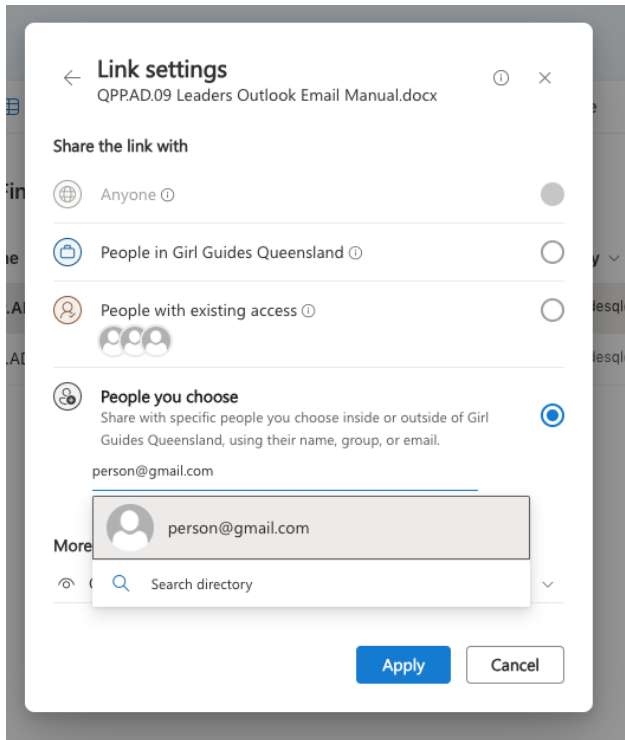 Link settings
QPP.AD.09 Leaders Outlook Email Manual.docx
Share the link with
Anyone
People in Girl Guides Queensland
People with existing access
People you choose
Share with specific people you choose inside or outside of Girl
Guides Queensland, using their name, group, or email.
person@gmail.com
person@gmail.com
More
Search directory
Apply
Cancel